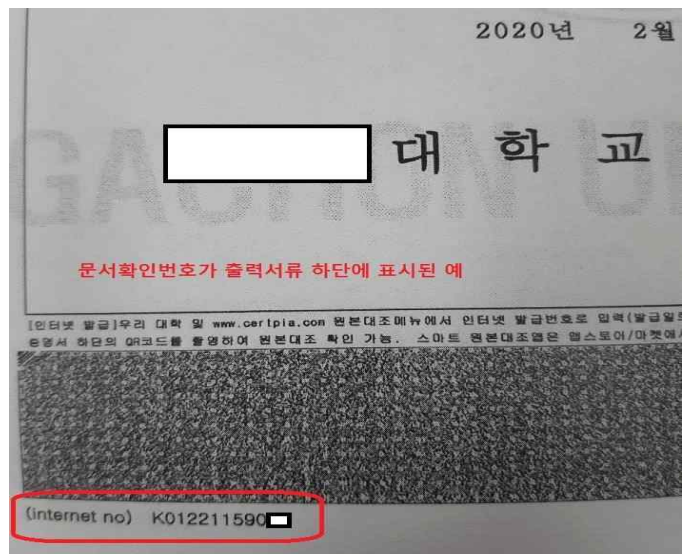 2020년 2월
대 학 교
문서확인번호가 출력서류 하단에 표시된 예
[인터넷 발급]우리 대학 및 www.certpia.com 원본대조메뉴에서 인터넷 발급번호로 입력(발급일로
증명서 하단의 QR코드를 촬영하여 원본대조 확인 가능. 스마트 원본대조앱은 앱스토어/마켓에서
(internet no) K012211590